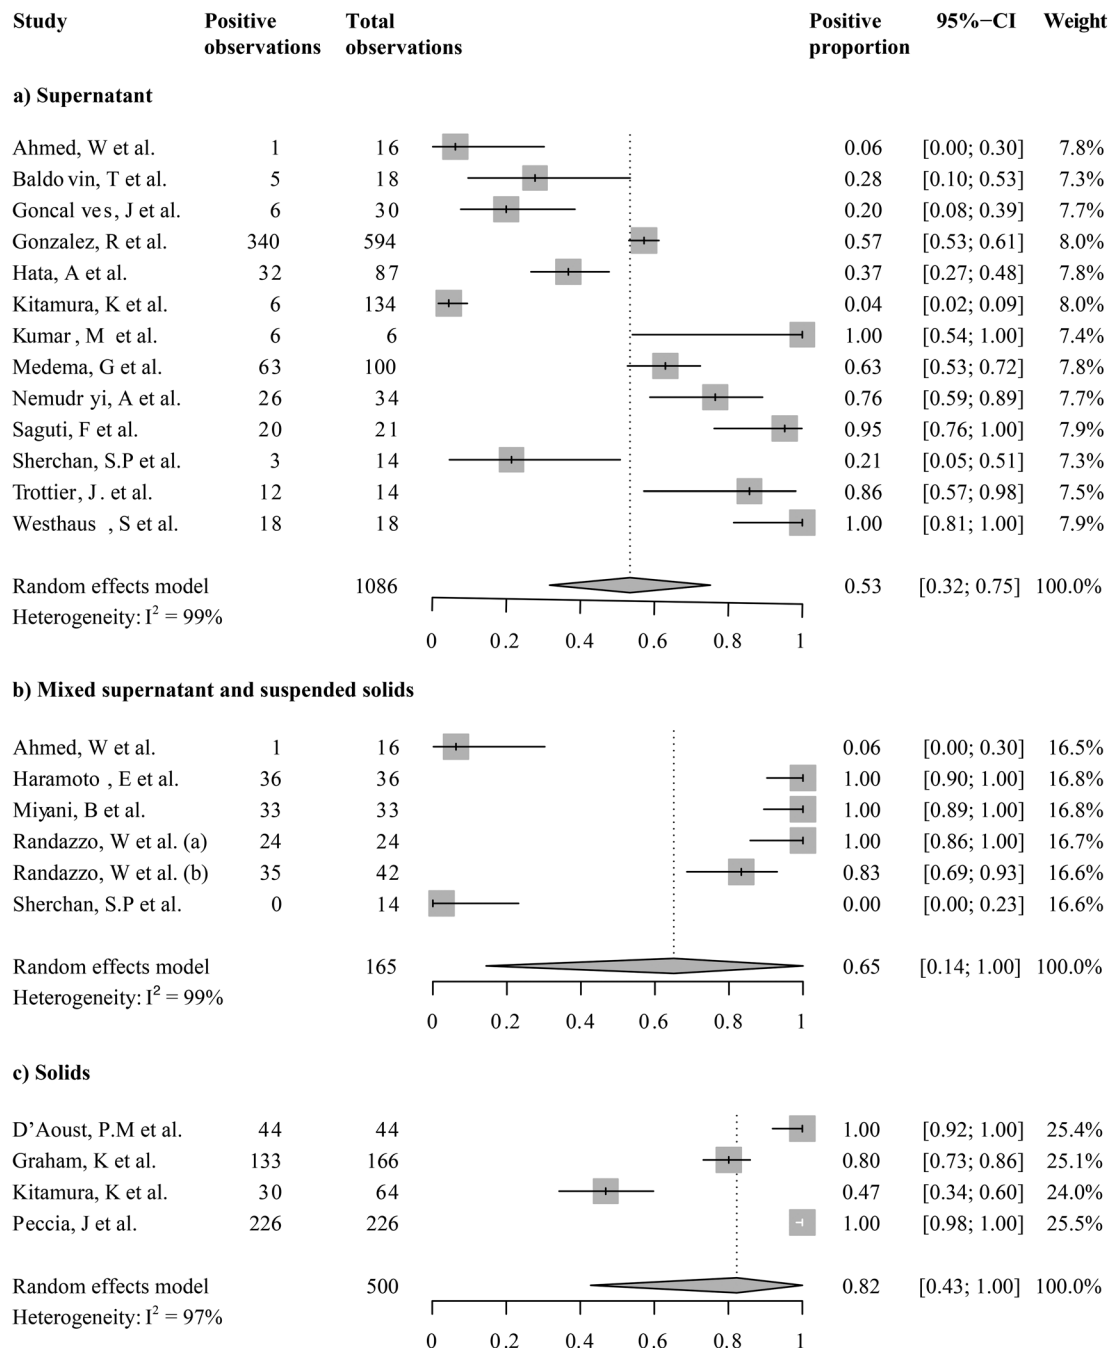 Study Positive observations Total observations Positive proportion 95%−CI Weight
a) Supernatant
Ahmed, W et al. 1 16 0.06 [0.00; 0.30] 7.8%
Baldo vin, T et al. 5 18 0.28 [0.10; 0.53] 7.3%
Goncal ves, J et al. 6 30 0.20 [0.08; 0.39] 7.7%
Gonzalez, R et al. 340 594 0.57 [0.53; 0.61] 8.0%
Hata, A et al. 32 87 0.37 [0.27; 0.48] 7.8%
Kitamura, K et al. 6 134 0.04 [0.02; 0.09] 8.0%
Kumar , M et al. 6 6 1.00 [0.54; 1.00] 7.4%
Medema, G et al. 63 100 0.63 [0.53; 0.72] 7.8%
Nemudr yi, A et al. 26 34 0.76 [0.59; 0.89] 7.7%
Saguti, F et al. 20 21 0.95 [0.76; 1.00] 7.9%
Sherchan, S.P et al. 3 14 0.21 [0.05; 0.51] 7.3%
Trottier, J. et al. 12 14 0.86 [0.57; 0.98] 7.5%
Westhaus , S et al. 18 18 1.00 [0.81; 1.00] 7.9%
Random effects model 1086 0.53 [0.32; 0.75] 100.0%
Heterogeneity: I² = 99%
0 0.2 0.4 0.6 0.8 1
b) Mixed supernatant and suspended solids
Ahmed, W et al. 1 16 0.06 [0.00; 0.30] 16.5%
Haramoto , E et al. 36 36 1.00 [0.90; 1.00] 16.8%
Miyani, B et al. 33 33 1.00 [0.89; 1.00] 16.8%
Randazzo, W et al. (a) 24 24 1.00 [0.86; 1.00] 16.7%
Randazzo, W et al. (b) 35 42 0.83 [0.69; 0.93] 16.6%
Sherchan, S.P et al. 0 14 0.00 [0.00; 0.23] 16.6%
Random effects model 165 0.65 [0.14; 1.00] 100.0%
Heterogeneity: I² = 99%
0 0.2 0.4 0.6 0.8 1
c) Solids
D’Aoust, P.M et al. 44 44 1.00 [0.92; 1.00] 25.4%
Graham, K et al. 133 166 0.80 [0.73; 0.86] 25.1%
Kitamura, K et al. 30 64 0.47 [0.34; 0.60] 24.0%
Peccia, J et al. 226 226 1.00 [0.98; 1.00] 25.5%
Random effects model 500 0.82 [0.43; 1.00] 100.0%
Heterogeneity: I² = 97%
0 0.2 0.4 0.6 0.8 1